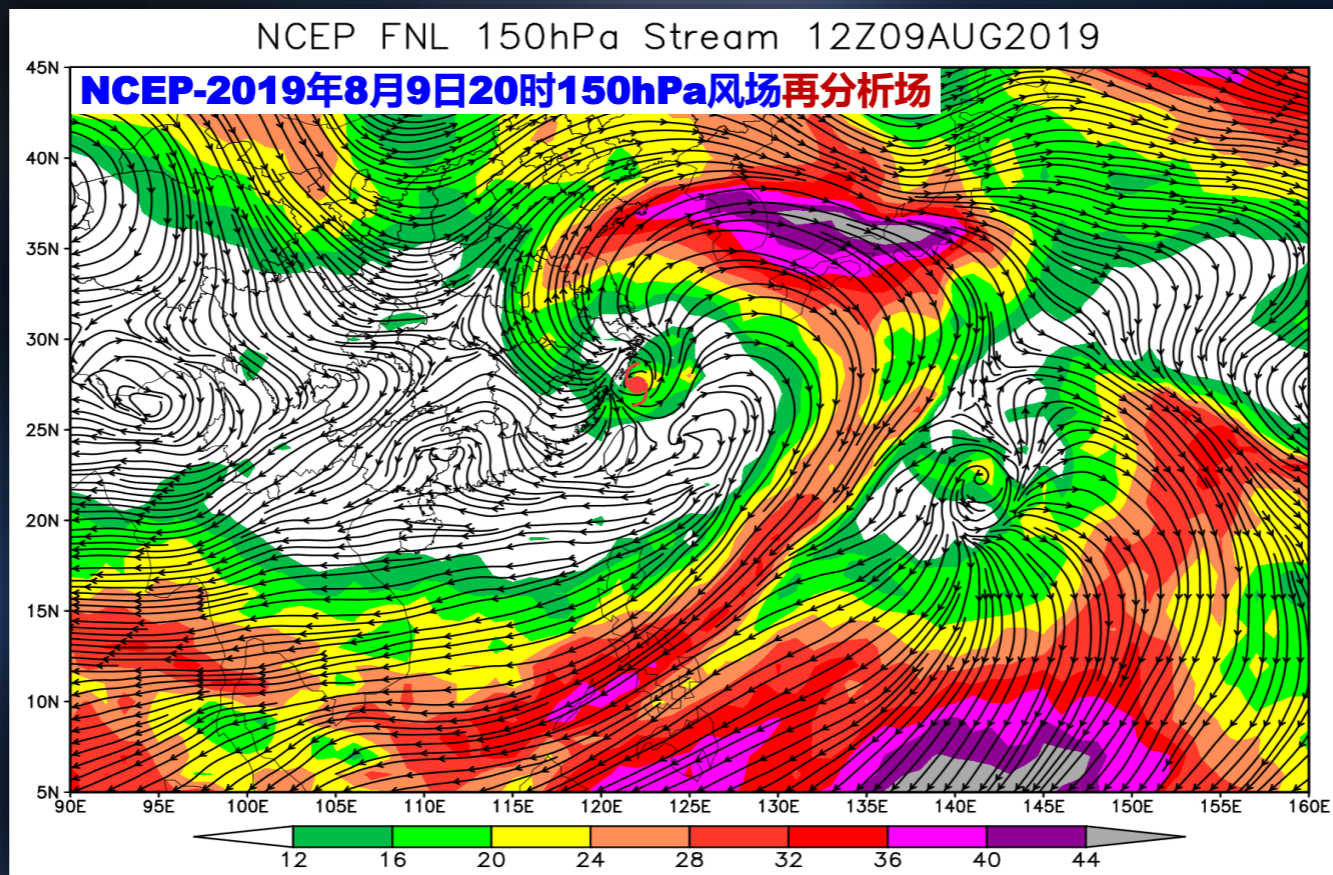 NCEP FNL 150hPa Stream 12Z09AUG2019
NCEP-2019年8月9日20时150hPa风场再分析场
45N
40N
35N
30N
25N
20N
15N
10N
5N
90E 95E 100E 105E 110E 115E 120E 125E 130E 135E 140E 145E 150E 155E 160E
12 16 20 24 28 32 36 40 44